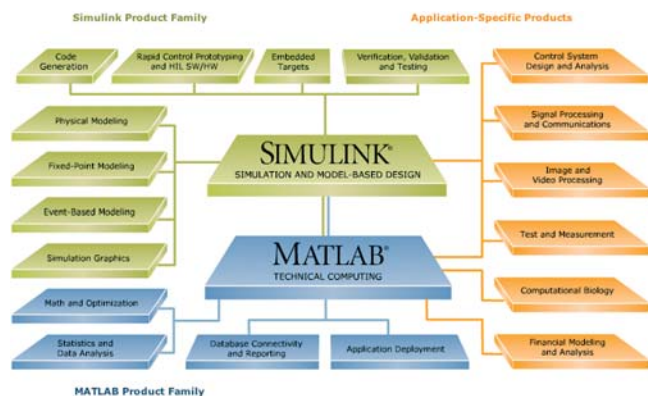 Simulink Product Family
Application-Specific Products
Code
Generation
Rapid Control Prototyping
and HIL SW/HW
Embedded
Targets
Verification, Validation
and Testing
Control System
Design and Analysis
Physical Modeling
Signal Processing
and Communications
SIMULINK®
SIMULATION AND MODEL-BASED DESIGN
Fixed-Point Modeling
Image and
Video Processing
Event-Based Modeling
Test and Measurement
MATLAB®
TECHNICAL COMPUTING
Simulation Graphics
Math and Optimization
Computational Biology
Statistics and
Data Analysis
Database Connectivity
and Reporting
Application Deployment
Financial Modeling
and Analysis
MATLAB Product Family